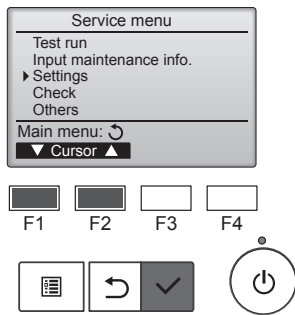 Service menu
Test run
Input maintenance info.
Settings
Check
Others
Main menu:
Cursor
F1 F2 F3 F4